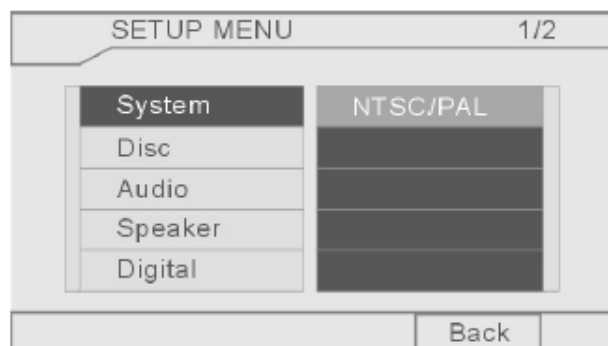 SETUP MENU 1/2
System NTSC/PAL
Disc
Audio
Speaker
Digital
Back